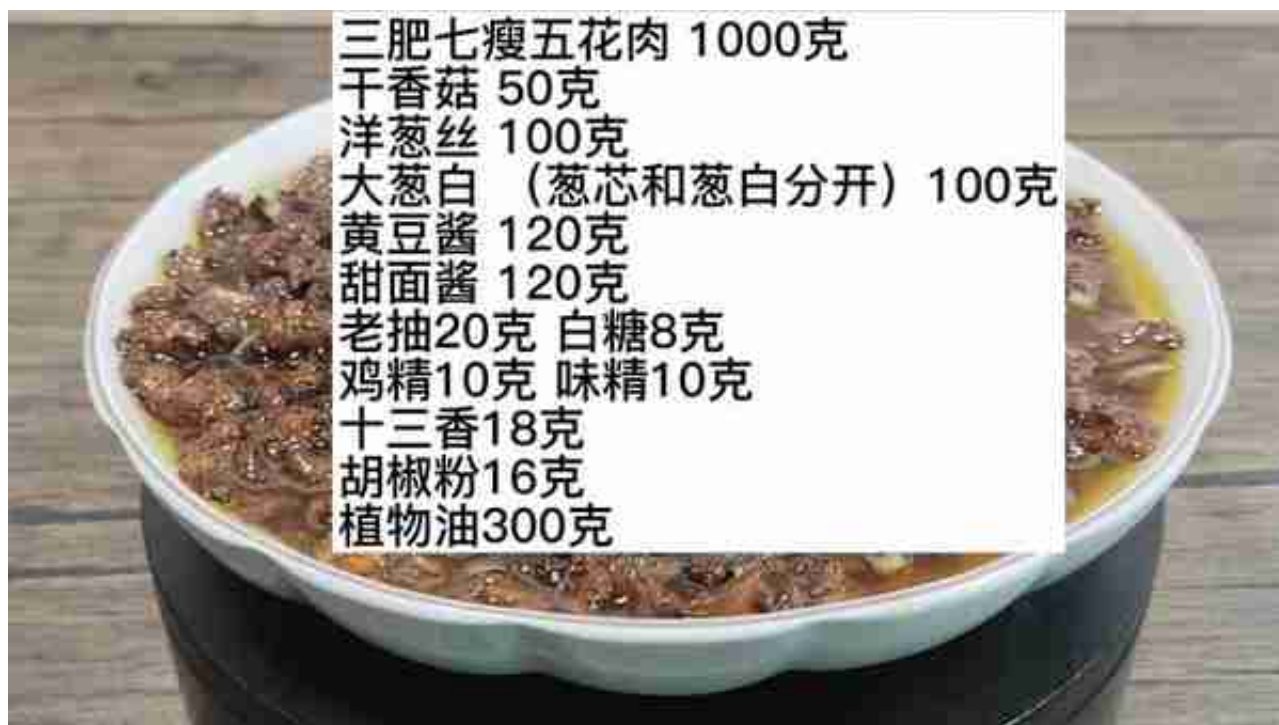 三肥七瘦五花肉 1000克
干香菇 50克
洋葱丝 100克
大葱白 （葱芯和葱白分开）100克
黄豆酱 120克
甜面酱 120克
老抽20克 白糖8克
鸡精10克 味精10克
十三香18克
胡椒粉16克
植物油300克